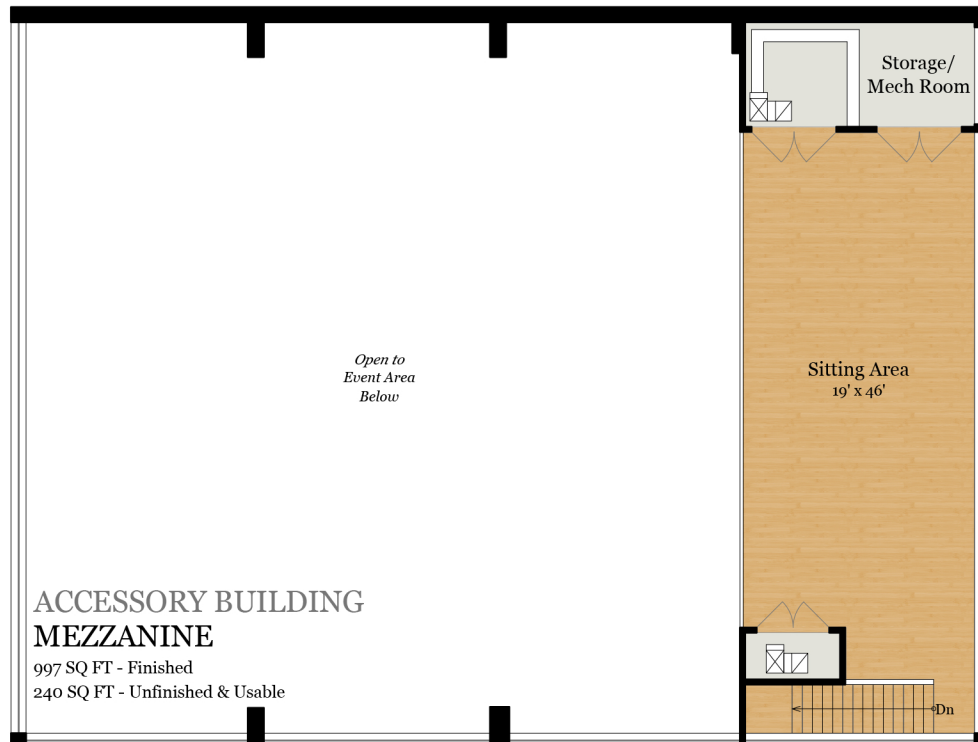 Storage/
Mech Room
Open to
Event Area
Below
Sitting Area
19' x 46'
ACCESSORY BUILDING
MEZZANINE
997 SQ FT - Finished
240 SQ FT - Unfinished & Usable
Dn